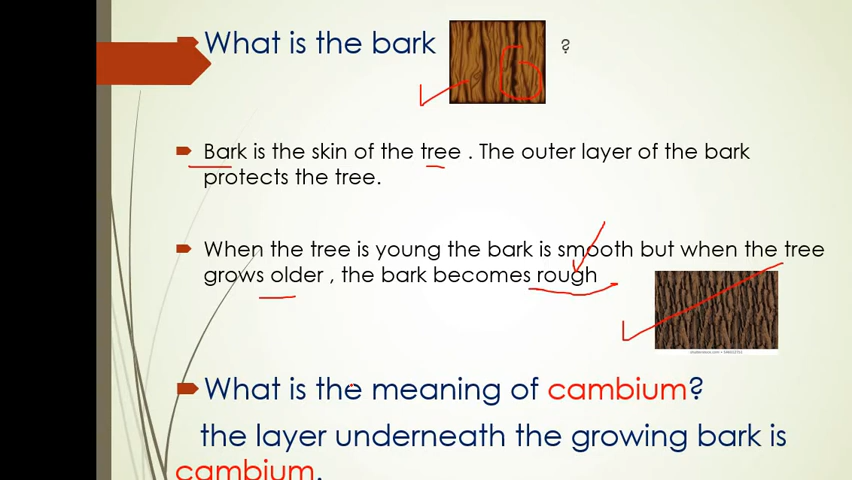 What is the bark ?
Bark is the skin of the tree . The outer layer of the bark
protects the tree.
When the tree is young the bark is smooth but when the tree
grows older , the bark becomes rough
What is the meaning of cambium?
the layer underneath the growing bark is
cambium.